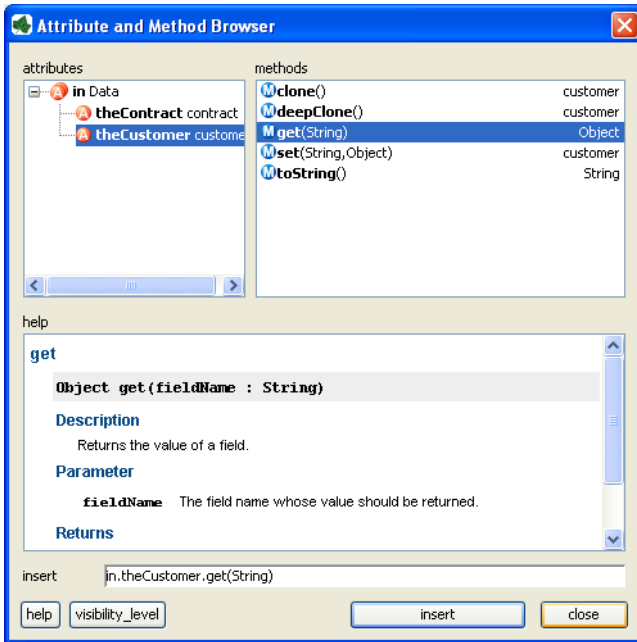 Attribute and Method Browser
attributes
methods
in Data
theContract contract
theCustomer custome
clone() customer
deepClone() customer
get(String) Object
set(String,Object) customer
toString() String
help
get
Object get(fieldName : String)
Description
Returns the value of a field.
Parameter
fieldName The field name whose value should be returned.
Returns
insert in.theCustomer.get(String)
help visibility_level insert close